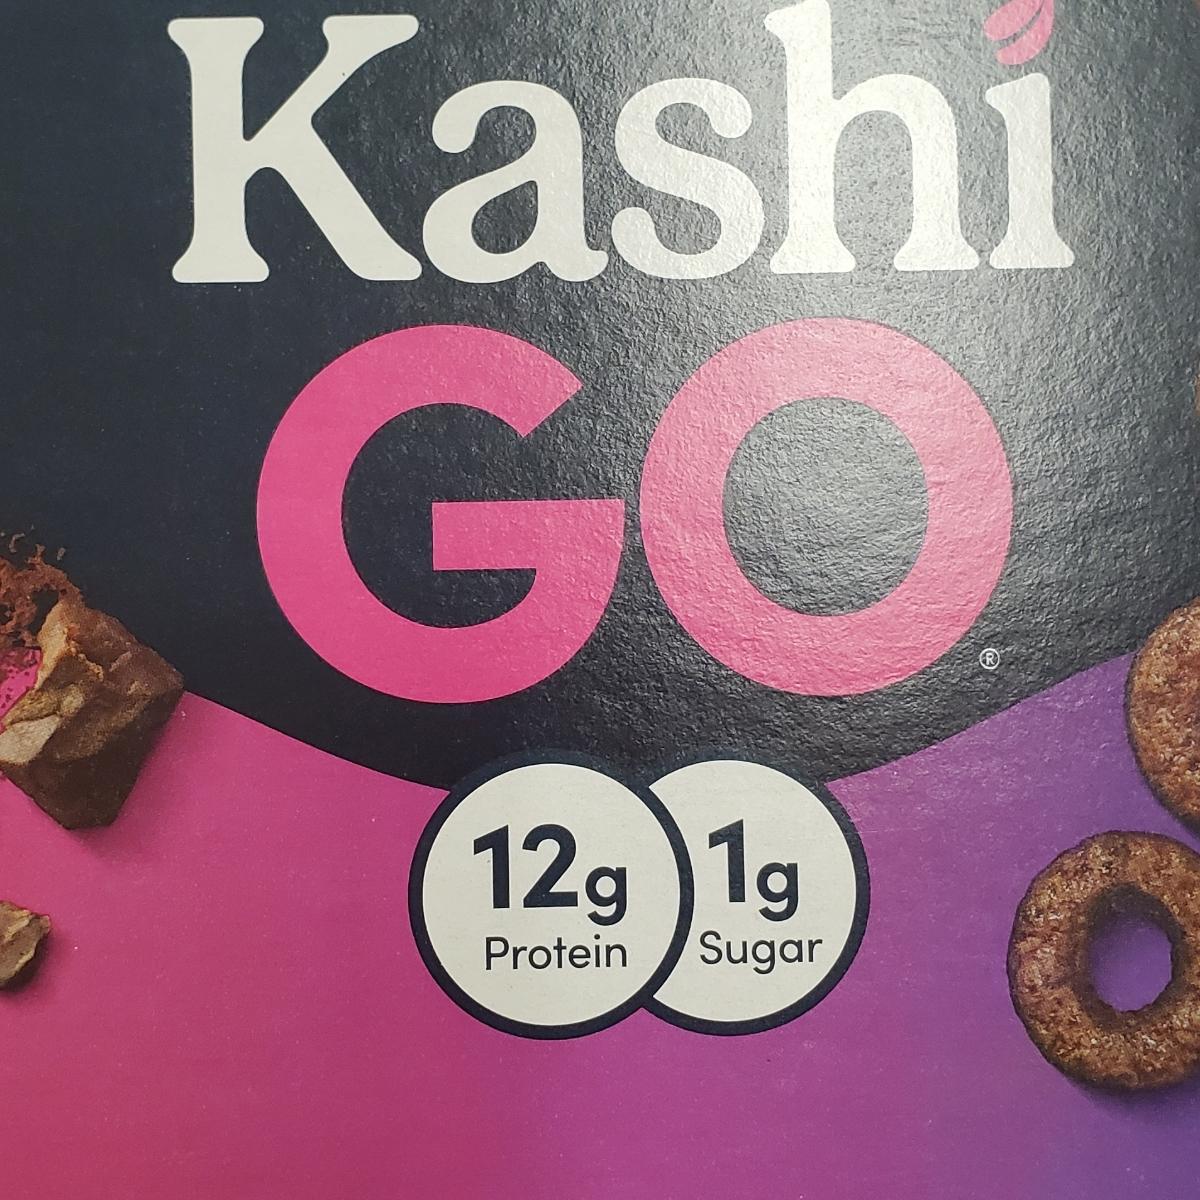 Kashi
GO®
12g
Protein
1g
Sugar